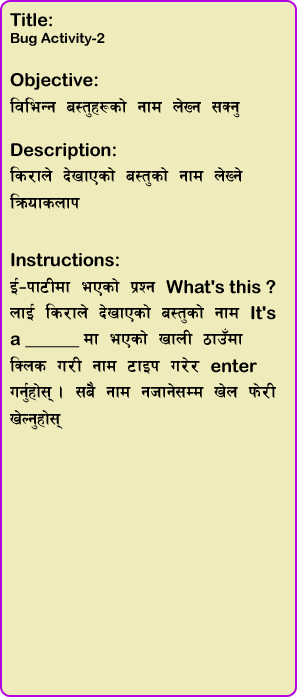 Title:
Bug Activity-2
Objective:
विभिन्न बस्तुहरूको नाम लेख्न सक्नु
Description:
किराले देखाएको बस्तुको नाम लेख्ने
क्रियाकलाप
Instructions:
ई-पाटीमा भएको प्रश्न What's this ?
लाई किराले देखाएको बस्तुको नाम It's
a ______ मा भएको खाली ठाउँमा
क्लिक गरी नाम टाइप गरेर enter
गर्नुहोस् । सबै नाम नजानेसम्म खेल फेरी
खेल्नुहोस्